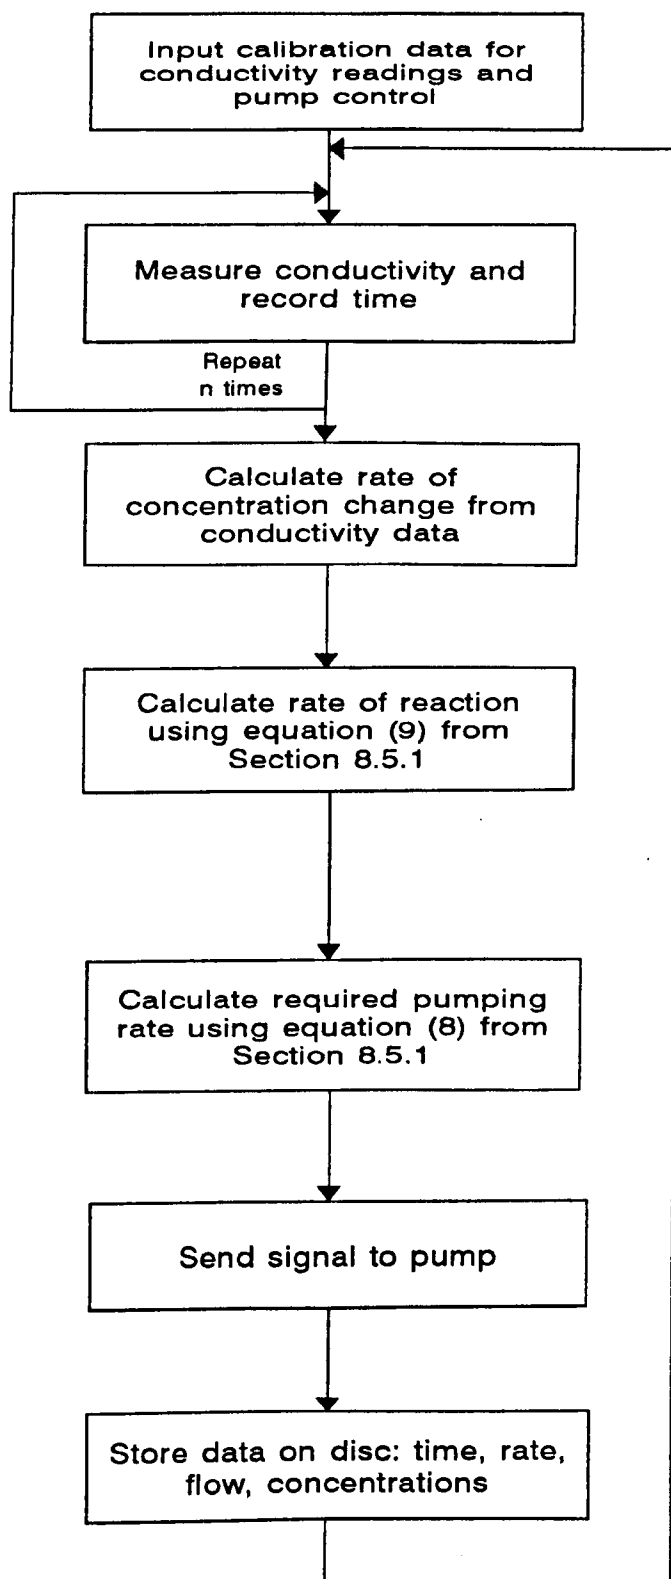 Input calibration data for
conductivity readings and
pump control
Measure conductivity and
record time
Repeat
n times
Calculate rate of
concentration change from
conductivity data
Calculate rate of reaction
using equation (9) from
Section 8.5.1
Calculate required pumping
rate using equation (8) from
Section 8.5.1
Send signal to pump
Store data on disc: time, rate,
flow, concentrations